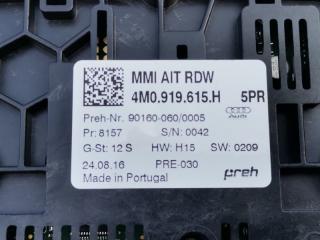 MMI AIT RDW
4M0.919.615.H 5PR
Preh-Nr. 90160-060/0005
Audi
Pr: 8157 S/N: 0042
G-St: 12 S HW: H15 SW: 0209
24.08.16 PRE-030
Made in Portugal preh